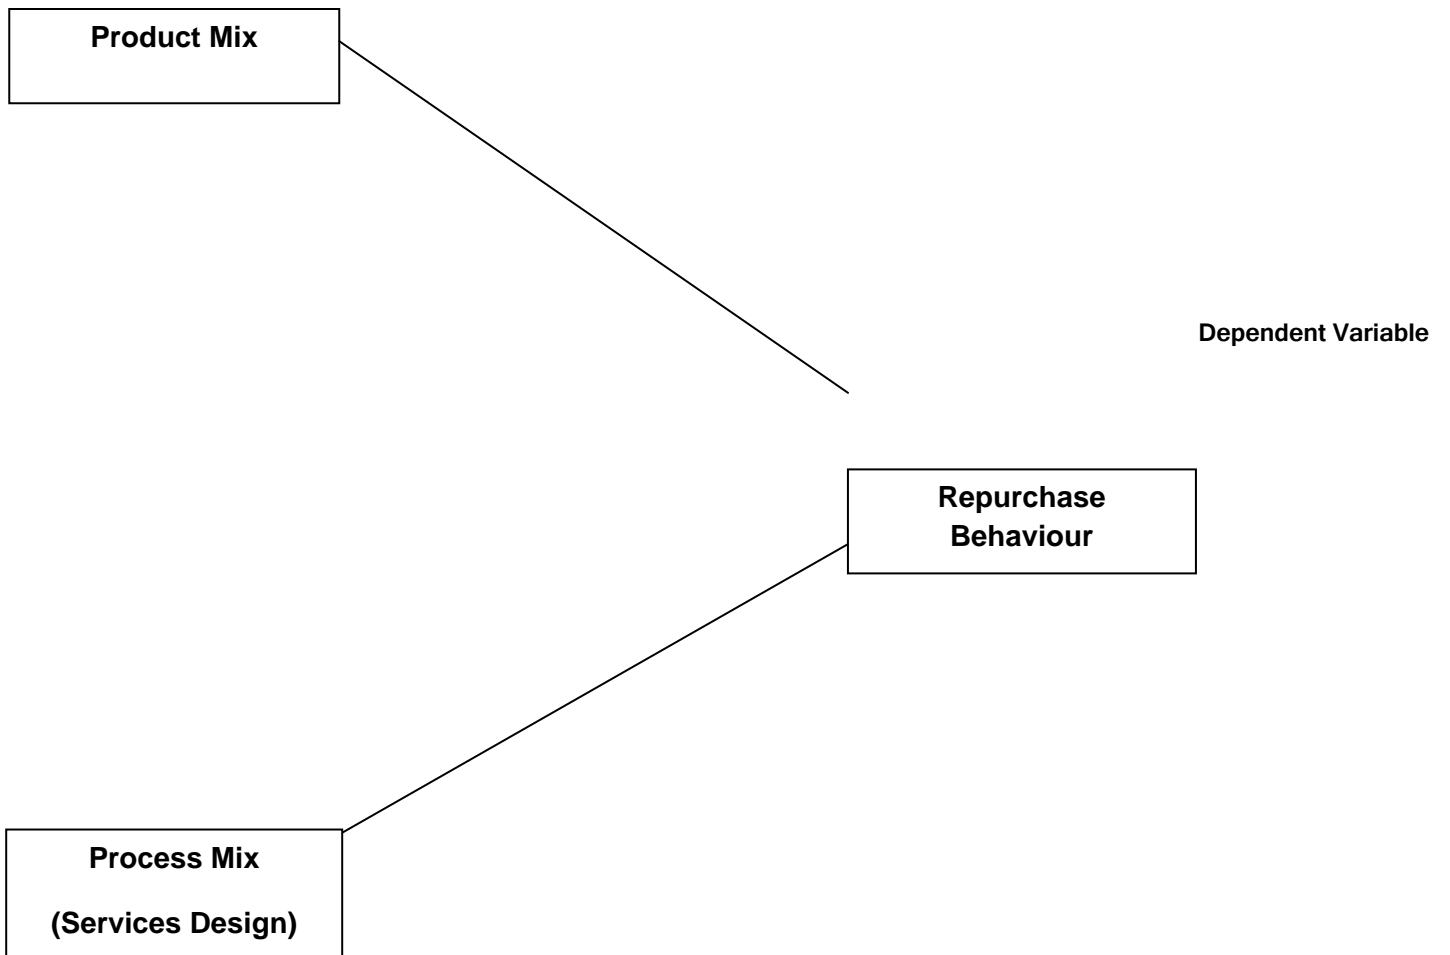 Product Mix
Dependent Variable
Repurchase
Behaviour
Process Mix
(Services Design)